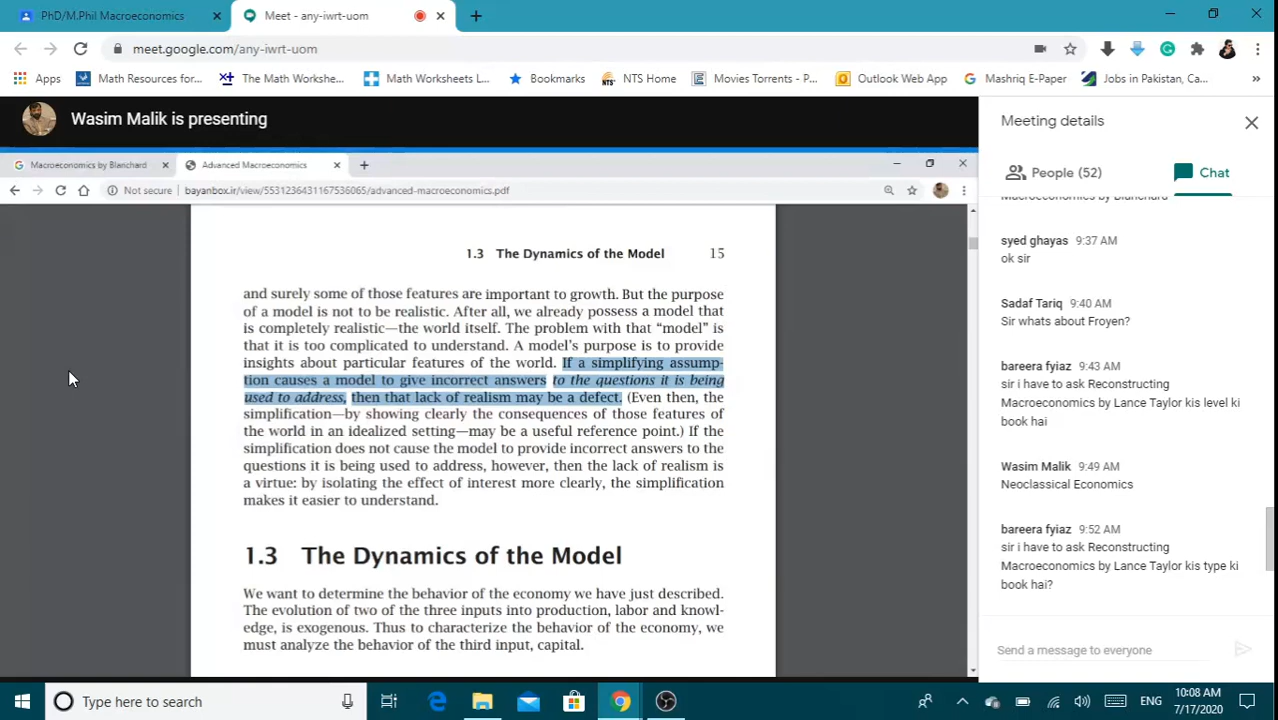 PhD/M.Phil Macroeconomics
Meet - any-iwrt-uom
meet.google.com/any-iwrt-uom
Apps
Math Resources for...
The Math Workshe...
Math Worksheets L...
Bookmarks
NTS Home
Movies Torrents - P...
Outlook Web App
Mashriq E-Paper
Jobs in Pakistan, Ca...
»
Wasim Malik is presenting
Macroeconomics by Blanchard
Advanced Macroeconomics
Not secure
bayanbox.ir/view/5531236431167536065/advanced-macroeconomics.pdf
1.3 The Dynamics of the Model 15
and surely some of those features are important to growth. But the purpose
of a model is not to be realistic. After all, we already possess a model that
is completely realistic—the world itself. The problem with that “model” is
that it is too complicated to understand. A model’s purpose is to provide
insights about particular features of the world. If a simplifying assump-
tion causes a model to give incorrect answers to the questions it is being
used to address, then that lack of realism may be a defect. (Even then, the
simplification—by showing clearly the consequences of those features of
the world in an idealized setting—may be a useful reference point.) If the
simplification does not cause the model to provide incorrect answers to the
questions it is being used to address, however, then the lack of realism is
a virtue: by isolating the effect of interest more clearly, the simplification
makes it easier to understand.
1.3 The Dynamics of the Model
We want to determine the behavior of the economy we have just described.
The evolution of two of the three inputs into production, labor and knowl-
edge, is exogenous. Thus to characterize the behavior of the economy, we
must analyze the behavior of the third input, capital.
Meeting details
People (52)
Chat
Macroeconomics by Blanchard
syed ghayas 9:37 AM
ok sir
Sadaf Tariq 9:40 AM
Sir whats about Froyen?
bareera fyiaz 9:43 AM
sir i have to ask Reconstructing
Macroeconomics by Lance Taylor kis level ki
book hai
Wasim Malik 9:49 AM
Neoclassical Economics
bareera fyiaz 9:52 AM
sir i have to ask Reconstructing
Macroeconomics by Lance Taylor kis type ki
book hai?
Send a message to everyone
Type here to search
ENG
10:08 AM
7/17/2020